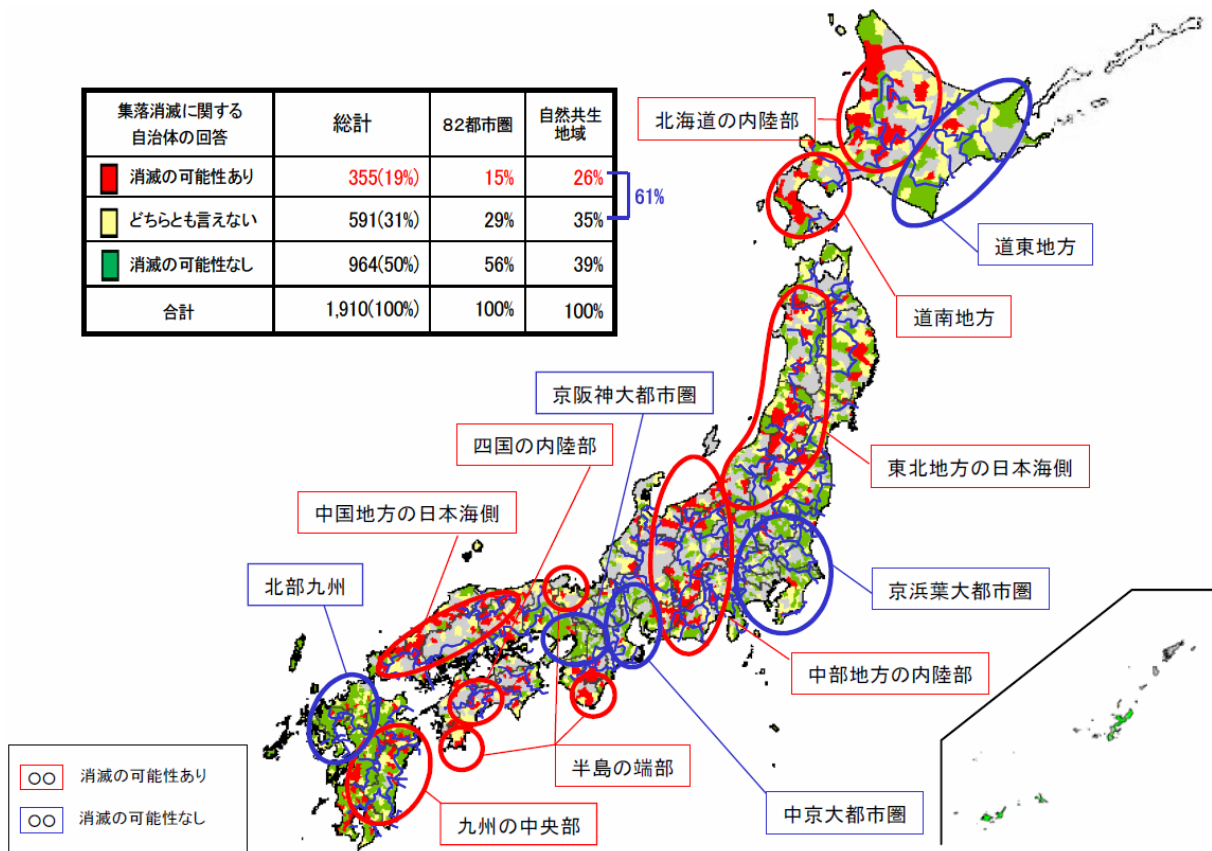 集落消滅に関する
自治体の回答
総計
82都市圏
自然共生
地域
消滅の可能性あり
355(19%)
15%
26%
どちらとも言えない
591(31%)
29%
35%
61%
消滅の可能性なし
964(50%)
56%
39%
合計
1,910(100%)
100%
100%
北海道の内陸部
道東地方
道南地方
京阪神大都市圏
四国の内陸部
東北地方の日本海側
中国地方の日本海側
北部九州
京浜葉大都市圏
中部地方の内陸部
半島の端部
中京大都市圏
九州の中央部
○○ 消滅の可能性あり
○○ 消滅の可能性なし